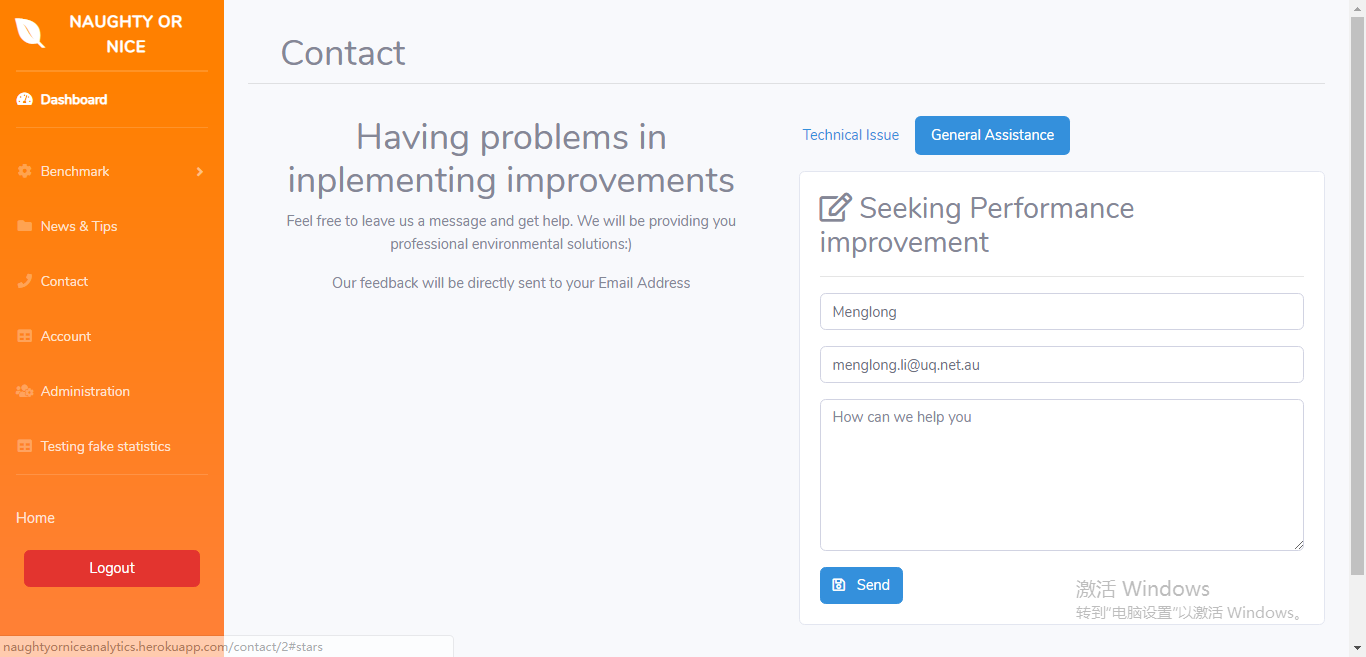 NAUGHTY OR
NICE
Dashboard
Benchmark
News & Tips
Contact
Account
Administration
Testing fake statistics
Home
Logout
Contact
Having problems in
inplementing improvements
Feel free to leave us a message and get help. We will be providing you
professional environmental solutions:)
Our feedback will be directly sent to your Email Address
Technical Issue
General Assistance
Seeking Performance
improvement
Menglong
menglong.li@uq.net.au
How can we help you
Send
激活 Windows
转到"电脑设置"以激活 Windows。
naughtyorniceanalytics.herokuapp.com/contact/2#stars